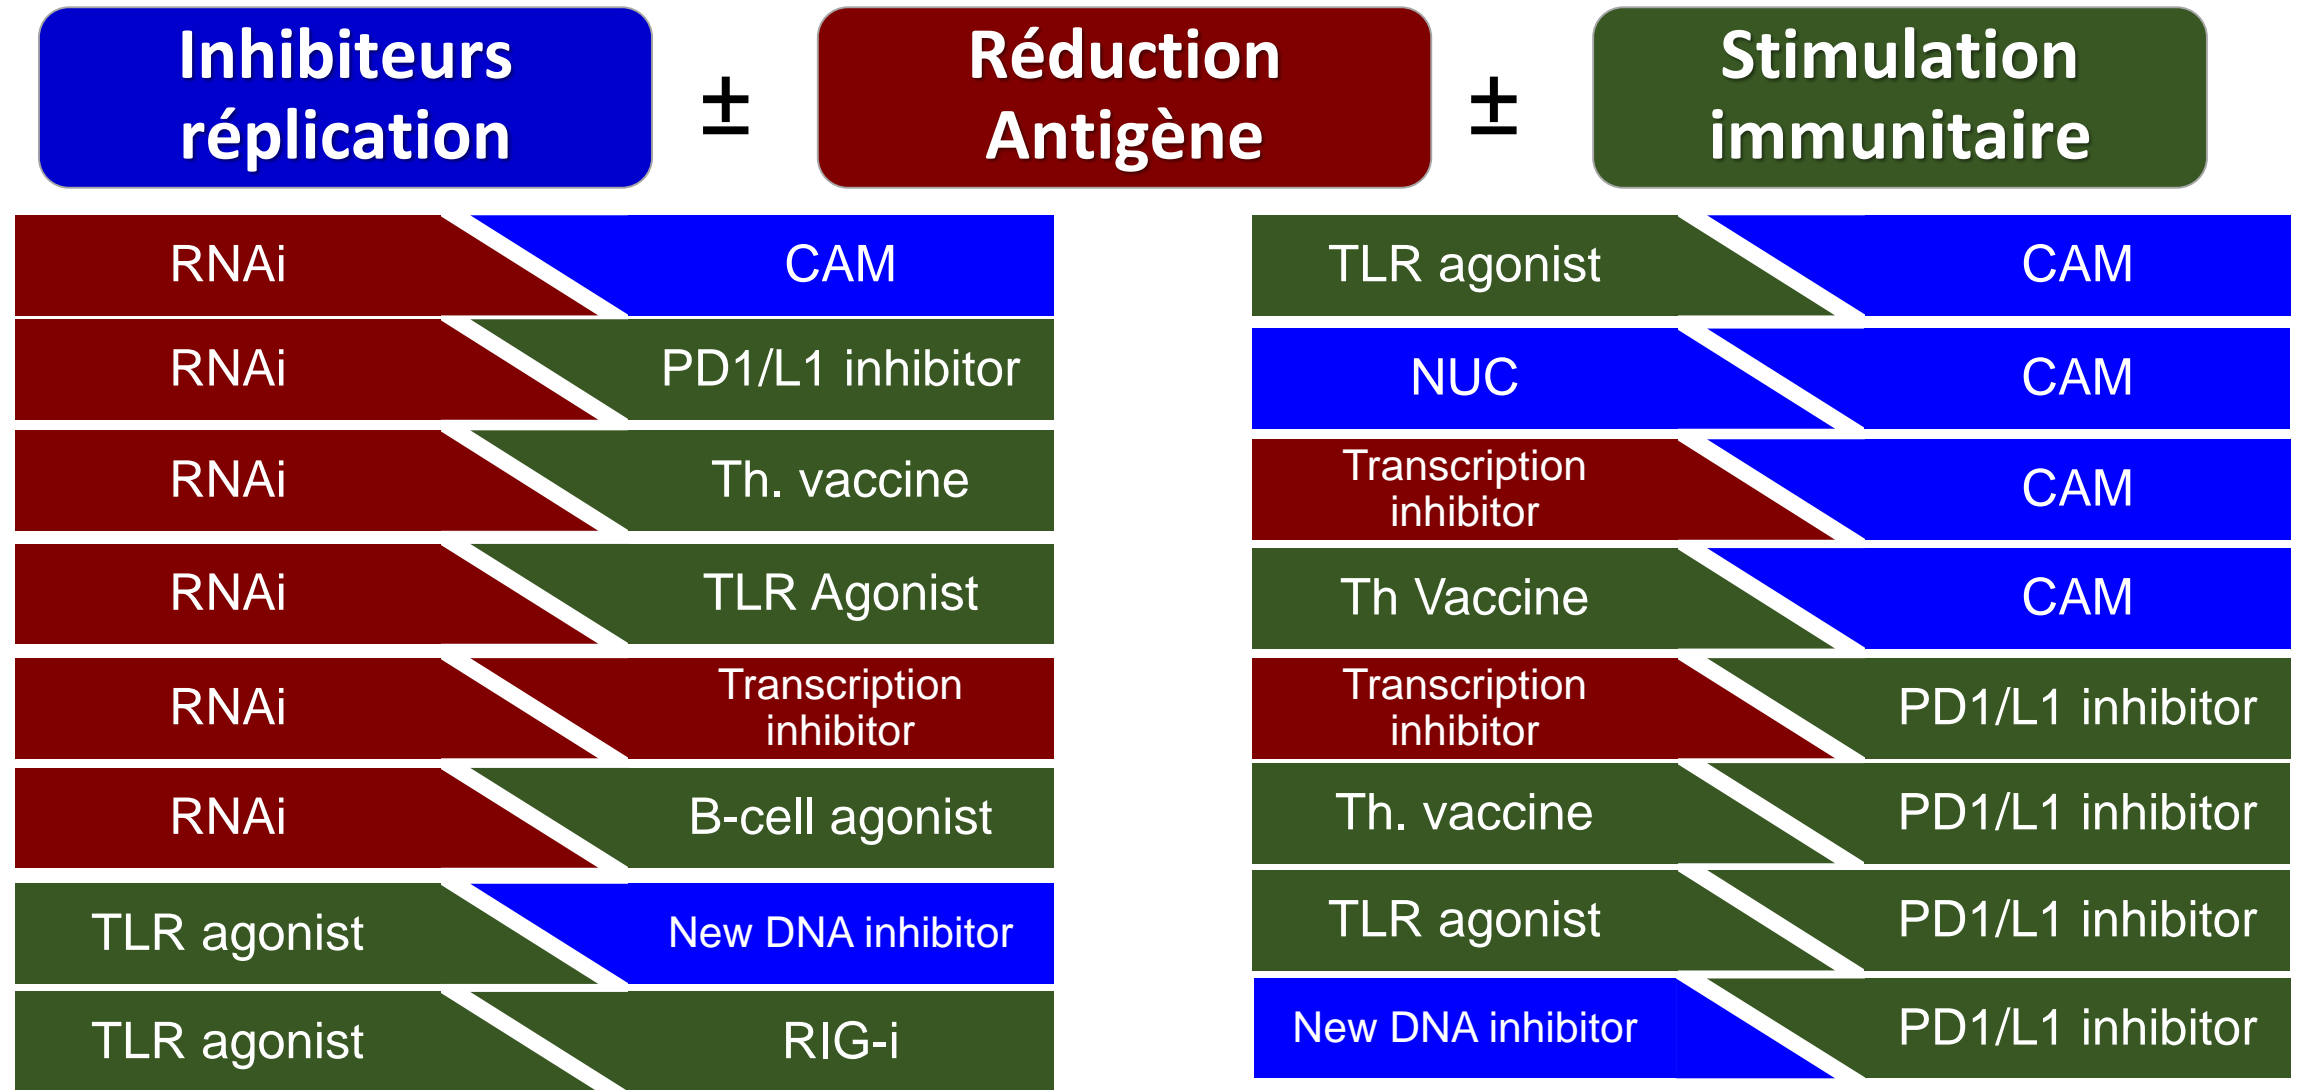 Inhibiteurs
réplication
±
Réduction
Antigène
±
Stimulation
immunitaire
RNAi
CAM
RNAi
PD1/L1 inhibitor
RNAi
Th. vaccine
RNAi
TLR Agonist
RNAi
Transcription
inhibitor
RNAi
B-cell agonist
TLR agonist
New DNA inhibitor
TLR agonist
RIG-i
TLR agonist
CAM
NUC
CAM
Transcription
inhibitor
CAM
Th Vaccine
CAM
Transcription
inhibitor
PD1/L1 inhibitor
Th. vaccine
PD1/L1 inhibitor
TLR agonist
PD1/L1 inhibitor
New DNA inhibitor
PD1/L1 inhibitor